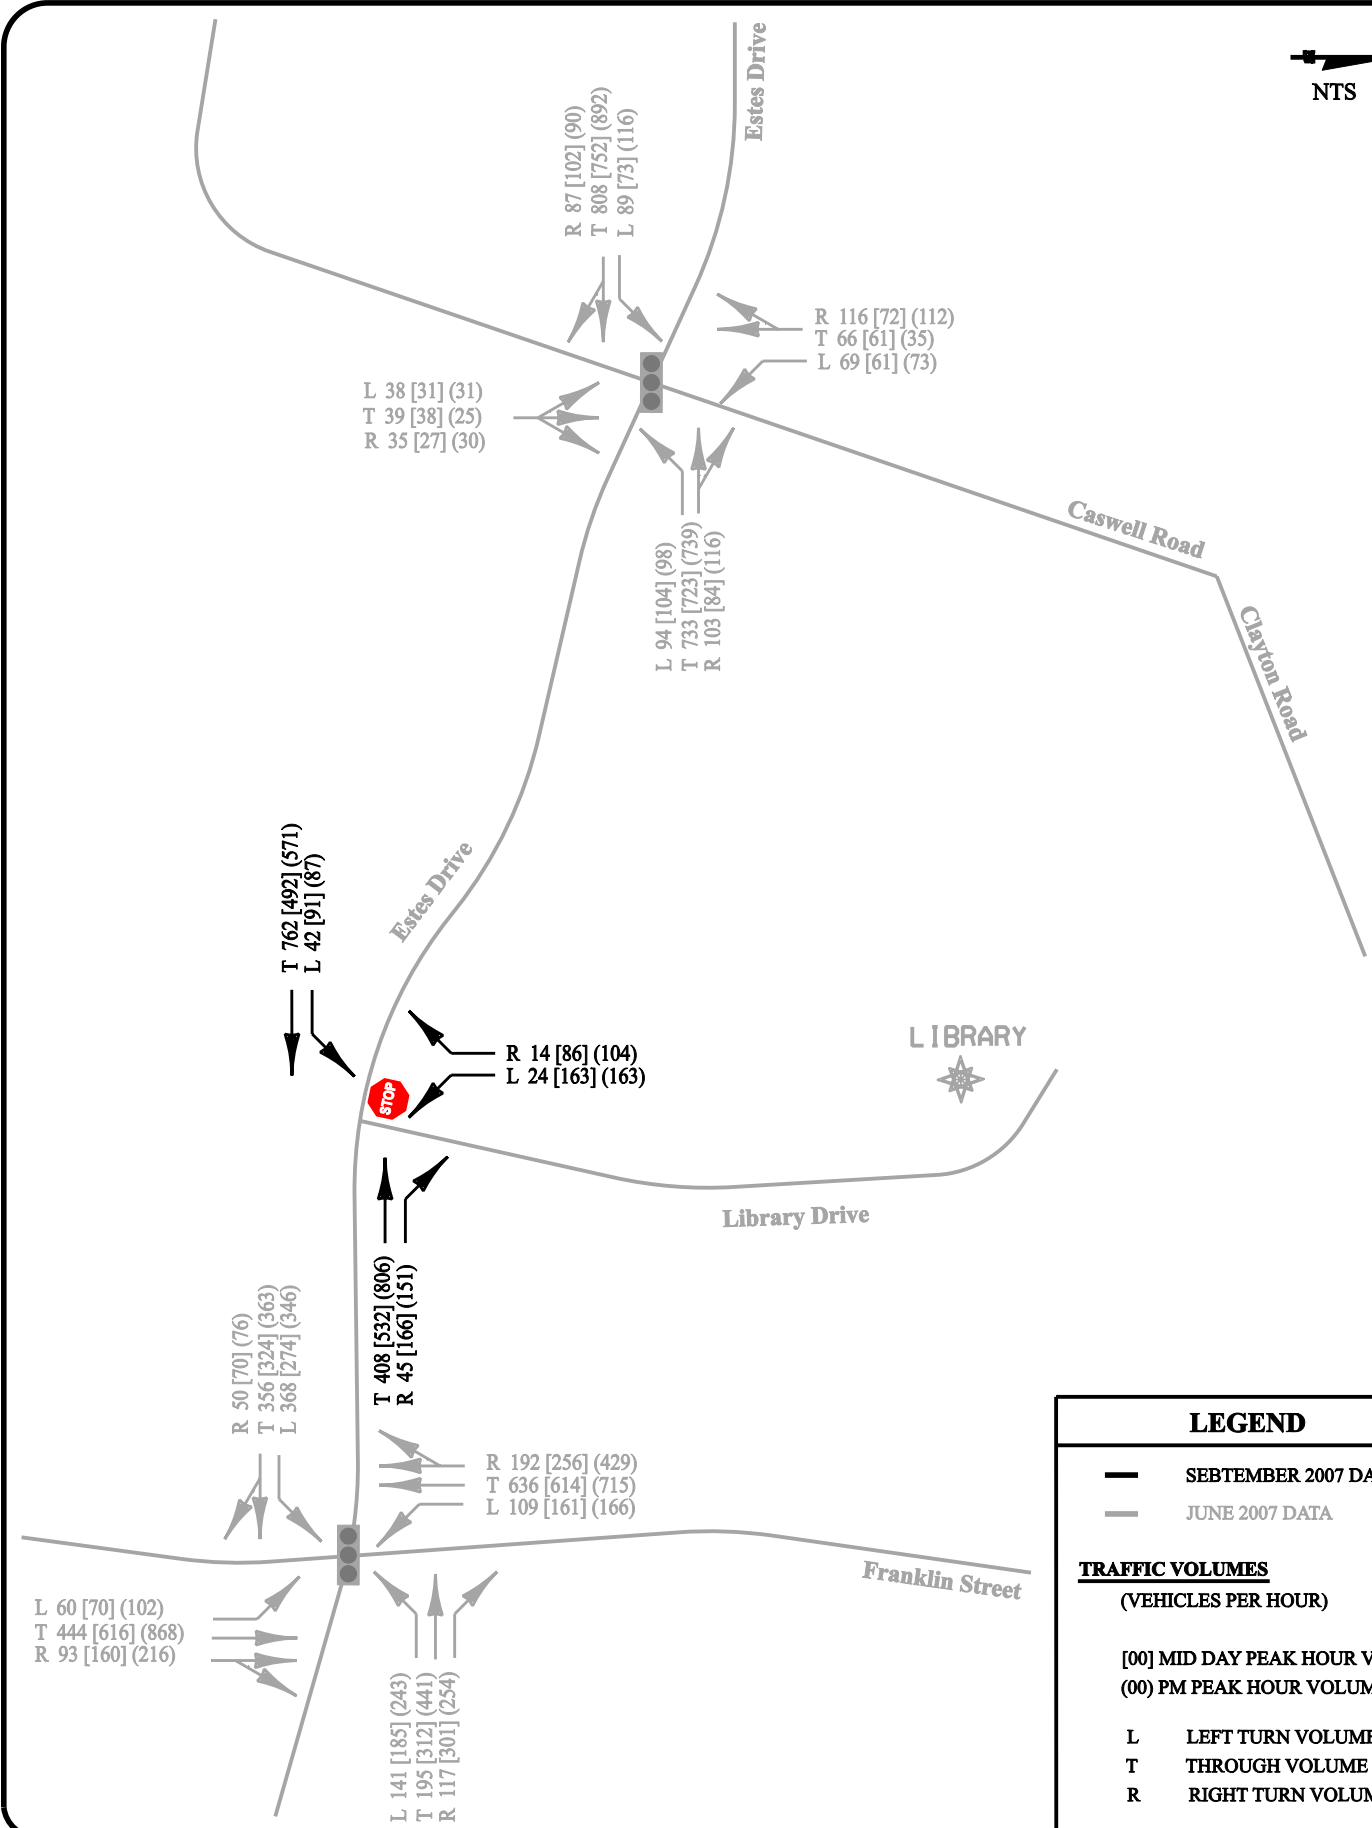 Estes Drive
NTS
R 87 [102] (90)
T 808 [752] (892)
L 89 [73] (116)
R 116 [72] (112)
T 66 [61] (35)
L 69 [61] (73)
L 38 [31] (31)
T 39 [38] (25)
R 35 [27] (30)
L 94 [104] (98)
T 733 [723] (739)
R 103 [84] (116)
Caswell Road
Clayton Road
Estes Drive
T 762 [492] (571)
L 42 [91] (87)
R 14 [86] (104)
L 24 [163] (163)
STOP
LIBRARY
Library Drive
T 408 [532] (806)
R 45 [166] (151)
R 50 [70] (76)
T 356 [324] (363)
L 368 [274] (346)
R 192 [256] (429)
T 636 [614] (715)
L 109 [161] (166)
Franklin Street
L 60 [70] (102)
T 444 [616] (868)
R 93 [160] (216)
L 141 [185] (243)
T 195 [312] (441)
R 117 [301] (254)
LEGEND
SEBTEMBER 2007 DA
JUNE 2007 DATA
TRAFFIC VOLUMES
(VEHICLES PER HOUR)
[00] MID DAY PEAK HOUR V
(00) PM PEAK HOUR VOLUM
L LEFT TURN VOLUME
T THROUGH VOLUME
R RIGHT TURN VOLUM